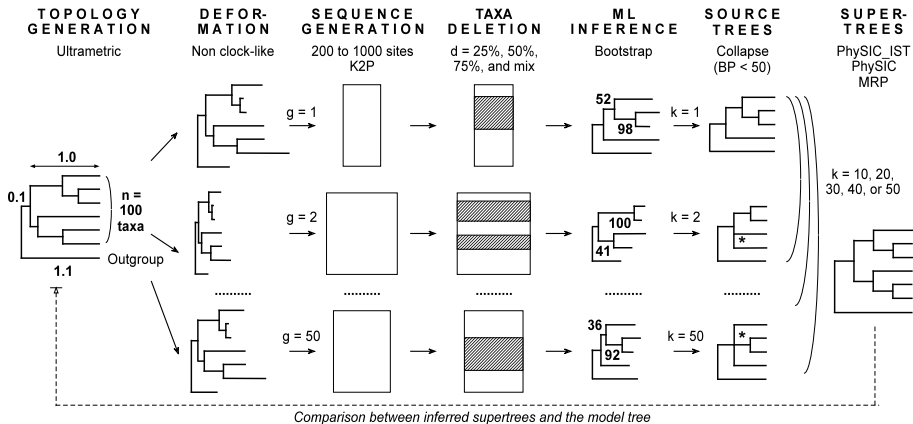 TOPOLOGY
GENERATION
Ultrametric
DEFOR-
MATION
Non clock-like
SEQUENCE
GENERATION
200 to 1000 sites
K2P
TAXA
DELETION
d = 25%, 50%,
75%, and mix
ML
INFERENCE
Bootstrap
SOURCE
TREES
Collapse
(BP < 50)
SUPER-
TREES
PhySIC_IST
PhySIC
MRP
1.0
0.1
n =
100
taxa
Outgroup
1.1
g = 1
52
98
k = 1
g = 2
100
41
k = 2
*
k = 10, 20,
30, 40, or 50
..........
..........
..........
..........
..........
g = 50
36
92
k = 50
*
Comparison between inferred supertrees and the model tree